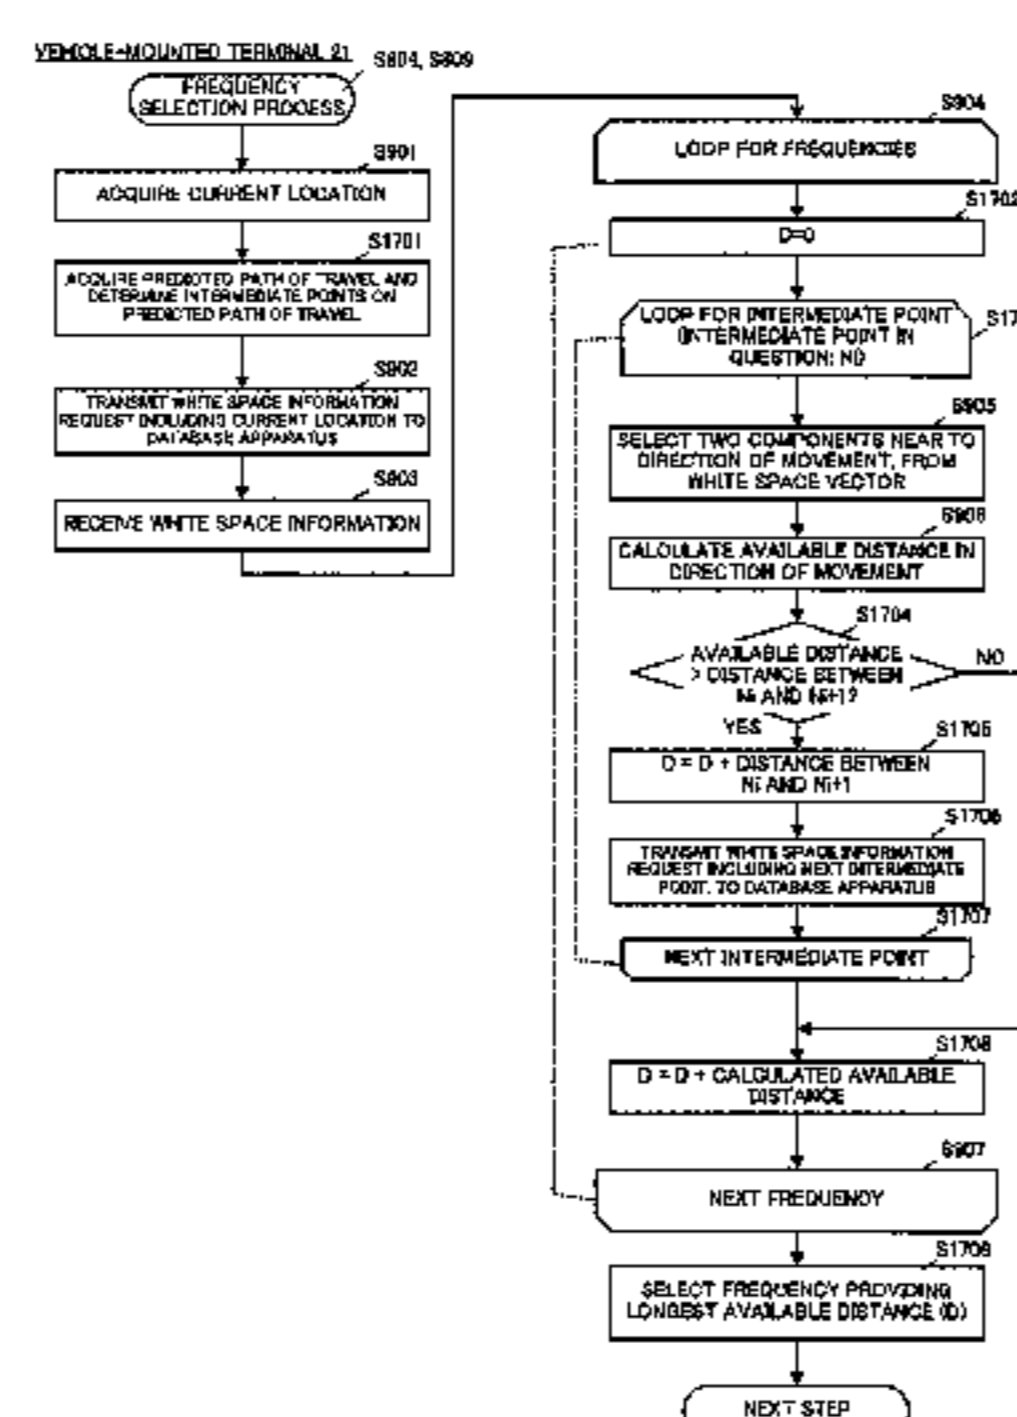 VEHICLE-MOUNTED TERMINAL 21
S804, S809
FREQUENCY
SELECTION PROCESS
S901
ACQUIRE CURRENT LOCATION
S1701
ACQUIRE PREDICTED PATH OF TRAVEL AND
DETERMINE INTERMEDIATE POINTS ON
PREDICTED PATH OF TRAVEL
S902
TRANSMIT WHITE SPACE INFORMATION
REQUEST INCLUDING CURRENT LOCATION TO
DATABASE APPARATUS
S903
RECEIVE WHITE SPACE INFORMATION
S904
LOOP FOR FREQUENCIES
S1702
D=0
S17
LOOP FOR INTERMEDIATE POINT
(INTERMEDIATE POINT IN
QUESTION: Ni)
S905
SELECT TWO COMPONENTS NEAR TO
DIRECTION OF MOVEMENT, FROM
WHITE SPACE VECTOR
S906
CALCULATE AVAILABLE DISTANCE IN
DIRECTION OF MOVEMENT
S1704
AVAILABLE DISTANCE
> DISTANCE BETWEEN
Ni AND Ni+1?
NO
YES
S1705
D = D + DISTANCE BETWEEN
Ni AND Ni+1
S1706
TRANSMIT WHITE SPACE INFORMATION
REQUEST INCLUDING NEXT INTERMEDIATE
POINT, TO DATABASE APPARATUS
S1707
NEXT INTERMEDIATE POINT
S1708
D = D + CALCULATED AVAILABLE
DISTANCE
S907
NEXT FREQUENCY
S1709
SELECT FREQUENCY PROVIDING
LONGEST AVAILABLE DISTANCE (D)
NEXT STEP